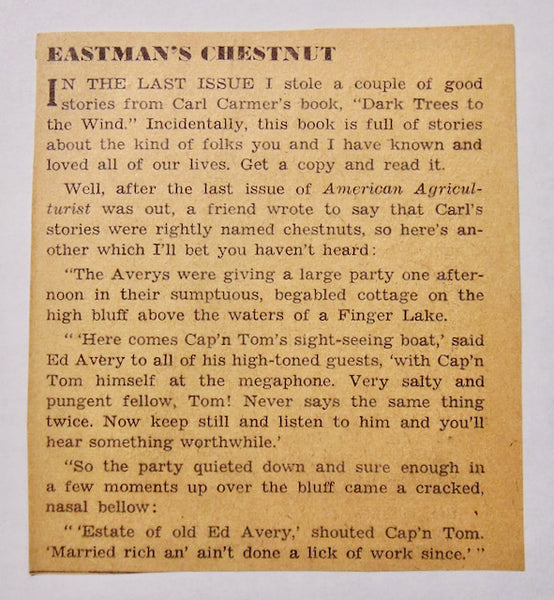 EASTMAN'S CHESTNUT
IN THE LAST ISSUE I stole a couple of good
stories from Carl Carmer's book, "Dark Trees to
the Wind." Incidentally, this book is full of stories
about the kind of folks you and I have known and
loved all of our lives. Get a copy and read it.
Well, after the last issue of American Agricul-
turist was out, a friend wrote to say that Carl's
stories were rightly named chestnuts, so here's an-
other which I'll bet you haven't heard:
"The Averys were giving a large party one after-
noon in their sumptuous, begabled cottage on the
high bluff above the waters of a Finger Lake.
" 'Here comes Cap'n Tom's sight-seeing boat,' said
Ed Avery to all of his high-toned guests, 'with Cap'n
Tom himself at the megaphone. Very salty and
pungent fellow, Tom! Never says the same thing
twice. Now keep still and listen to him and you'll
hear something worthwhile.'
"So the party quieted down and sure enough in
a few moments up over the bluff came a cracked,
nasal bellow:
" 'Estate of old Ed Avery,' shouted Cap'n Tom.
'Married rich an' ain't done a lick of work since.' "